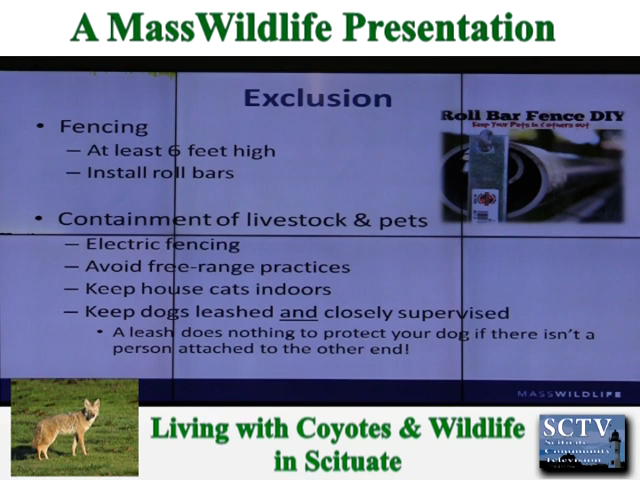 A MassWildlife Presentation
Exclusion
• Fencing
– At least 6 feet high
– Install roll bars
Roll Bar Fence DIY
Keep Your Pets In Coyotes out
• Containment of livestock & pets
– Electric fencing
– Avoid free-range practices
– Keep house cats indoors
– Keep dogs leashed and closely supervised
• A leash does nothing to protect your dog if there isn't a
person attached to the other end!
MASSWILDLIFE
Living with Coyotes & Wildlife
in Scituate
SCTV
Scituate
Community
Television